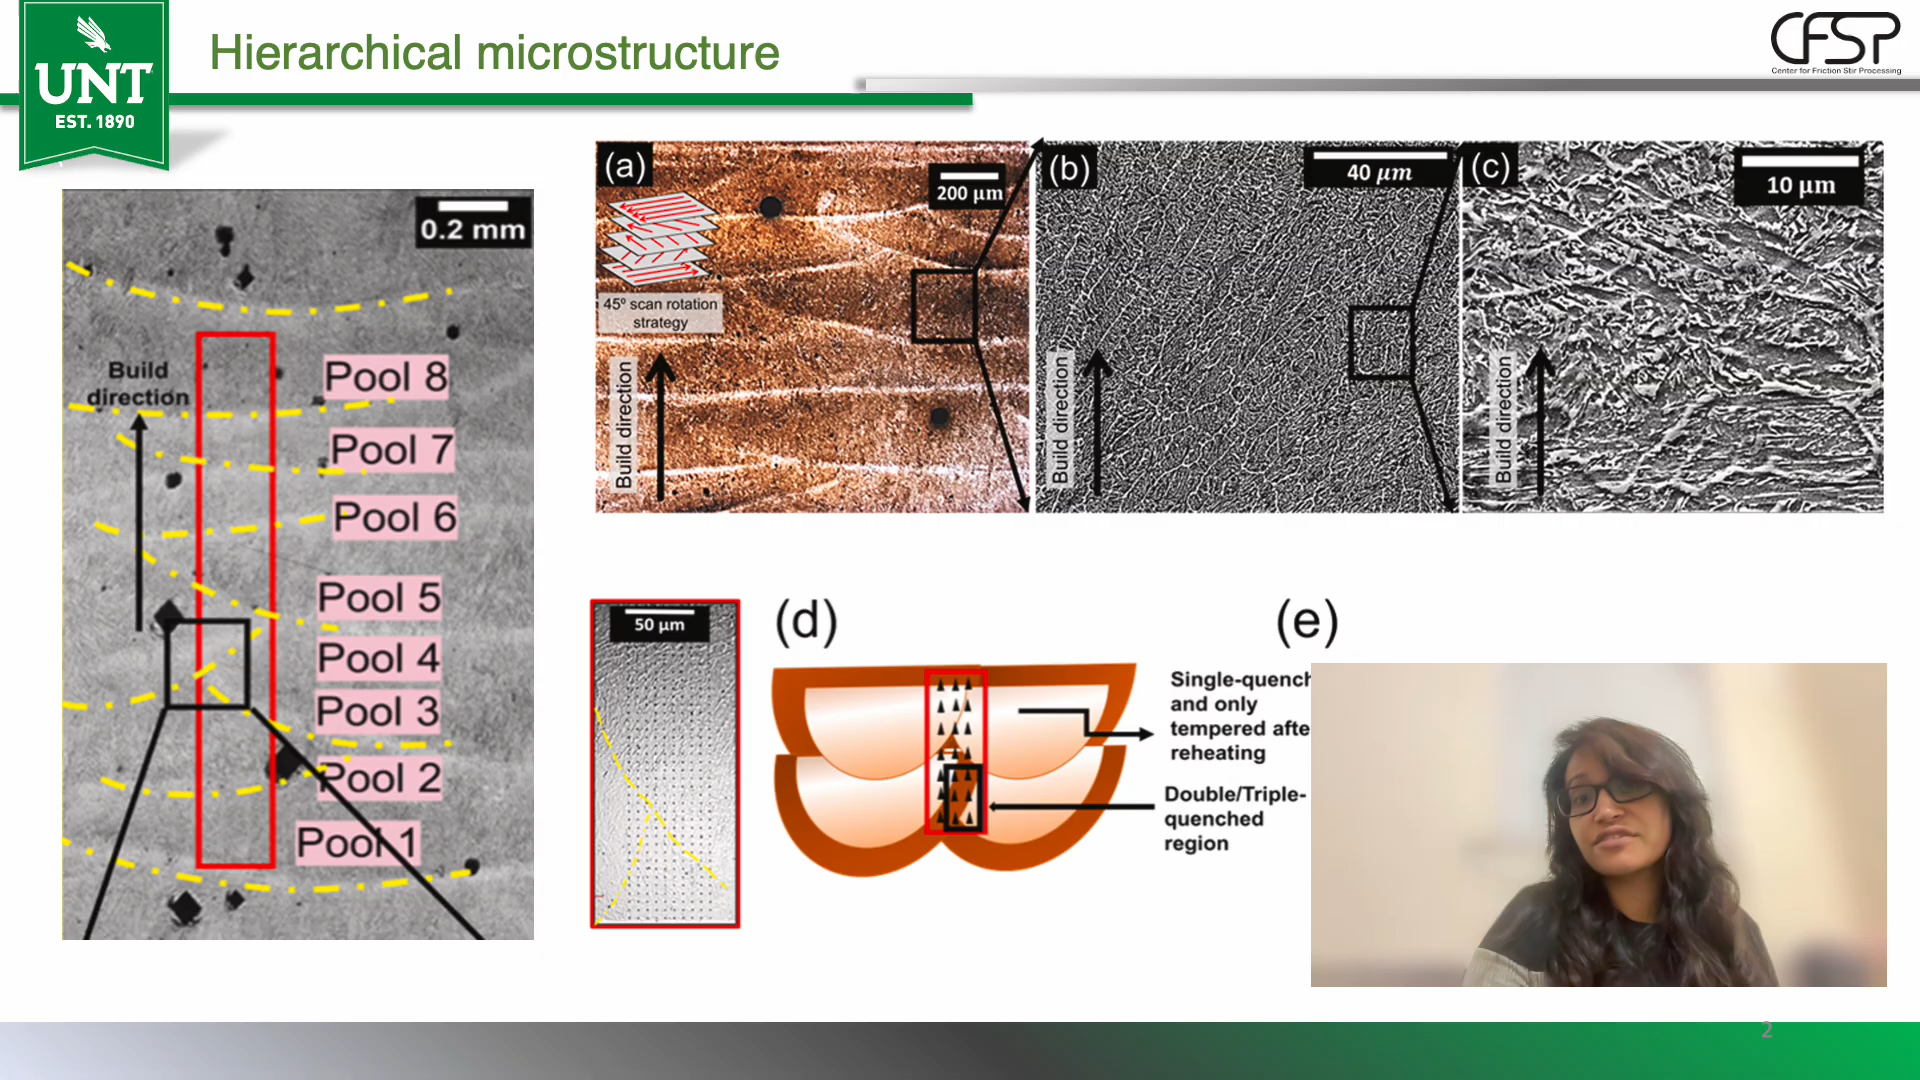 Hierarchical microstructure
UNT
EST. 1890
CFSP
Center for Friction Stir Processing
0.2 mm
Build
direction
Pool 8
Pool 7
Pool 6
Pool 5
Pool 4
Pool 3
Pool 2
Pool 1
(a)
200 μm
45º scan rotation
strategy
Build direction
(b)
40 μm
Build direction
(c)
10 μm
Build direction
50 μm
(d)
Single-quench
and only
tempered afte
reheating
Double/Triple-
quenched
region
(e)
2